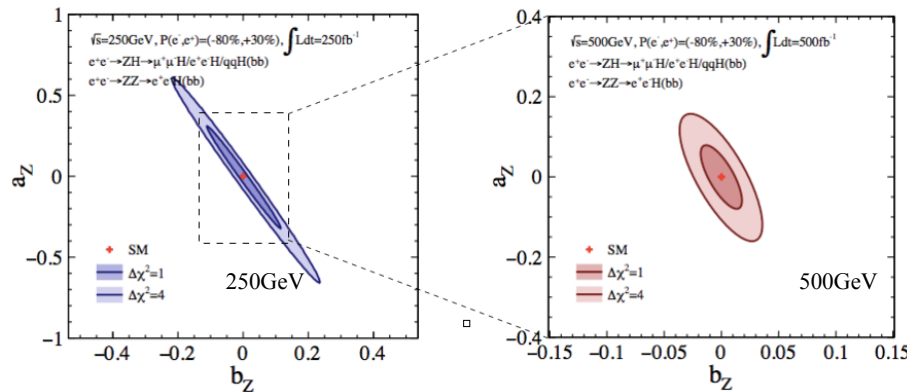 √s=250GeV, P(e⁻,e⁺)=(-80%,+30%), ∫Ldt=250fb⁻¹
e⁺e⁻→ZH→μ⁺μ⁻H/e⁺e⁻H/qqH(bb)
e⁺e⁻→ZZ→e⁺e⁻H(bb)
1
0.5
0
−0.5
−1
a_Z
SM
Δχ²=1
Δχ²=4
250GeV
−0.4
−0.2
0
0.2
0.4
b_Z
√s=500GeV, P(e⁻,e⁺)=(-80%,+30%), ∫Ldt=500fb⁻¹
e⁺e⁻→ZH→μ⁺μ⁻H/e⁺e⁻H/qqH(bb)
e⁺e⁻→ZZ→e⁺e⁻H(bb)
0.4
0.2
0
−0.2
−0.4
a_Z
SM
Δχ²=1
Δχ²=4
500GeV
−0.15
−0.1
−0.05
0
0.05
0.1
0.15
b_Z